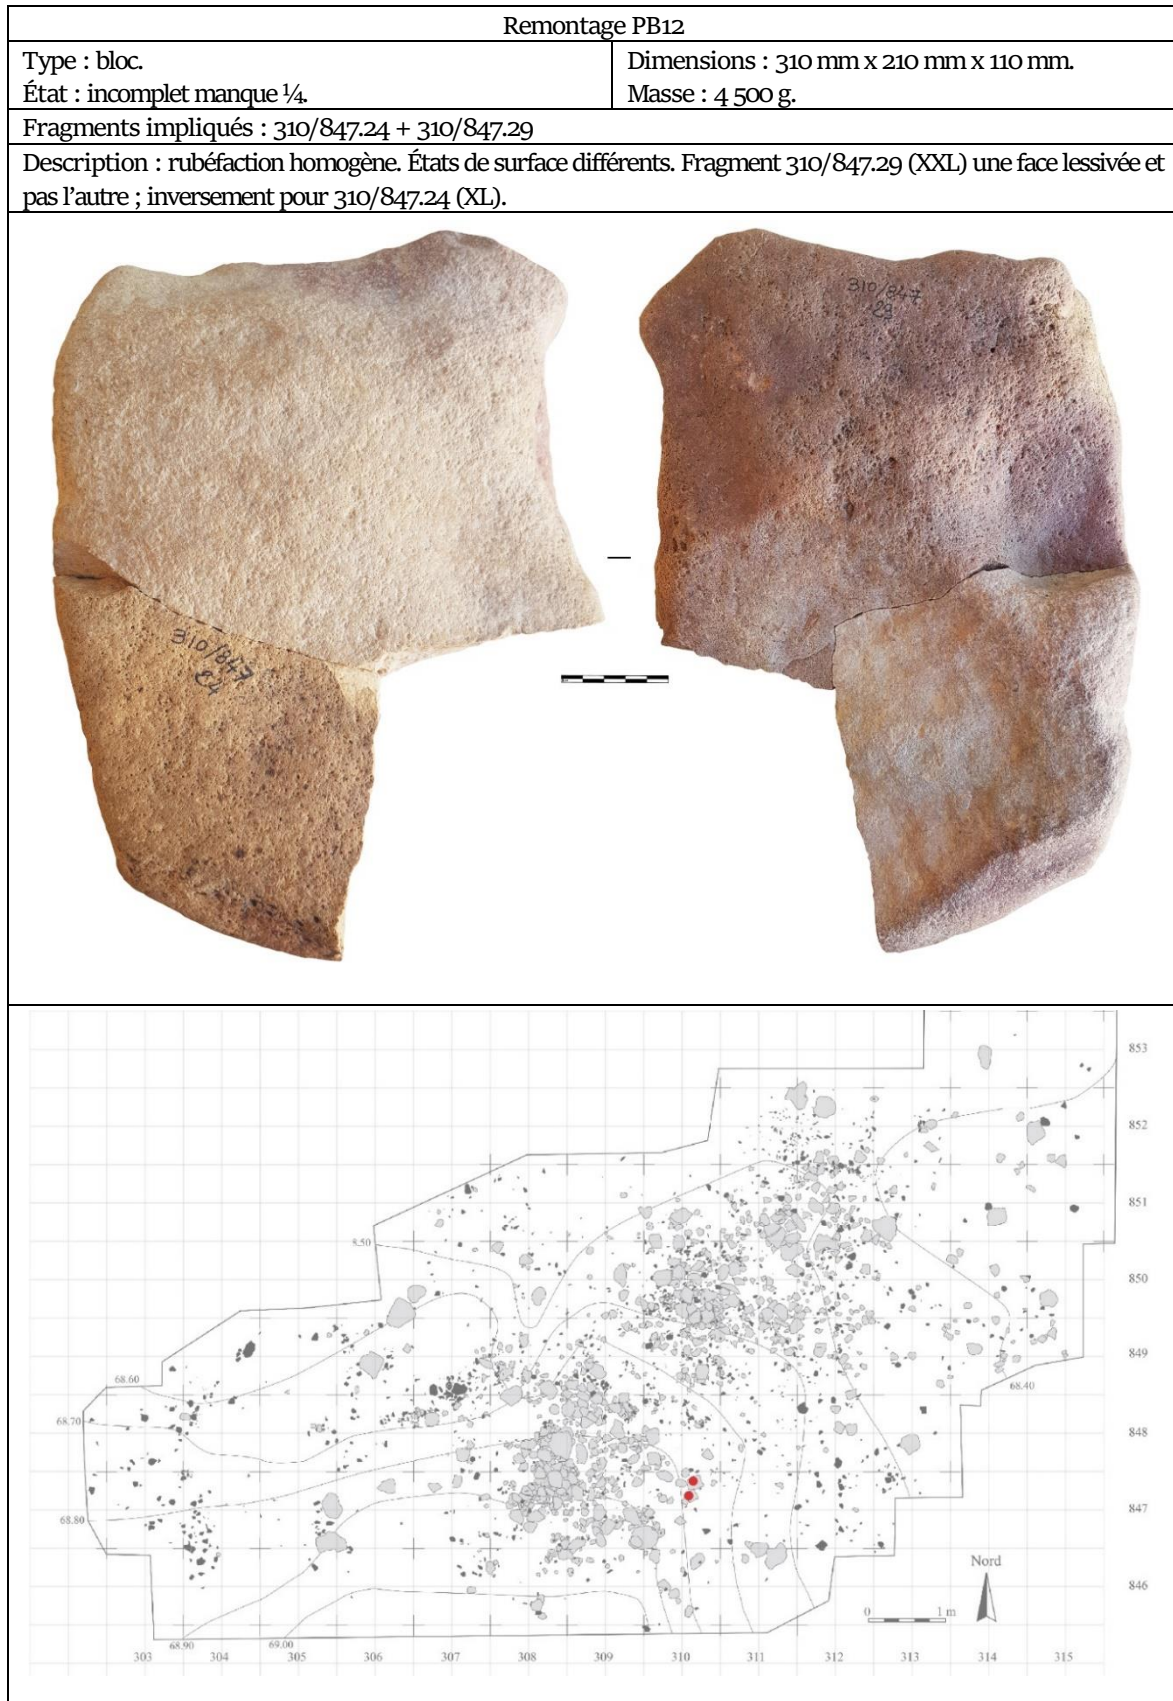 Remontage PB12
Type : bloc.
État : incomplet manque ¼.
Dimensions : 310 mm x 210 mm x 110 mm.
Masse : 4 500 g.
Fragments impliqués : 310/847.24 + 310/847.29
Description : rubéfaction homogène. États de surface différents. Fragment 310/847.29 (XXL) une face lessivée et
pas l'autre ; inversement pour 310/847.24 (XL).
310/847
29
310/847
24
853
852
851
8.50
850
849
68.60
68.40
68.70
848
847
68.80
Nord
846
0 1 m
68.90
69.00
303 304 305 306 307 308 309 310 311 312 313 314 315